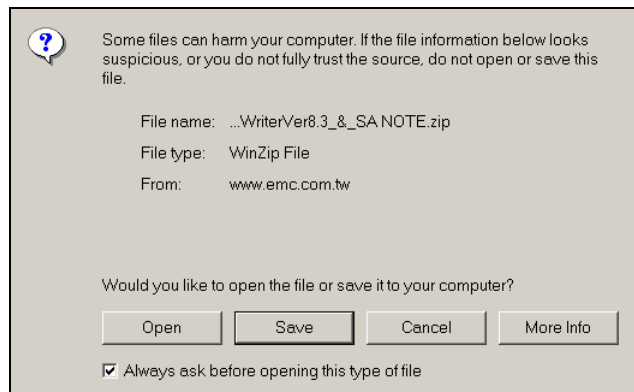 Some files can harm your computer. If the file information below looks
suspicious, or you do not fully trust the source, do not open or save this
file.
File name: ...WriterVer8.3_&_SA NOTE.zip
File type: WinZip File
From: www.emc.com.tw
Would you like to open the file or save it to your computer?
Open Save Cancel More Info
Always ask before opening this type of file